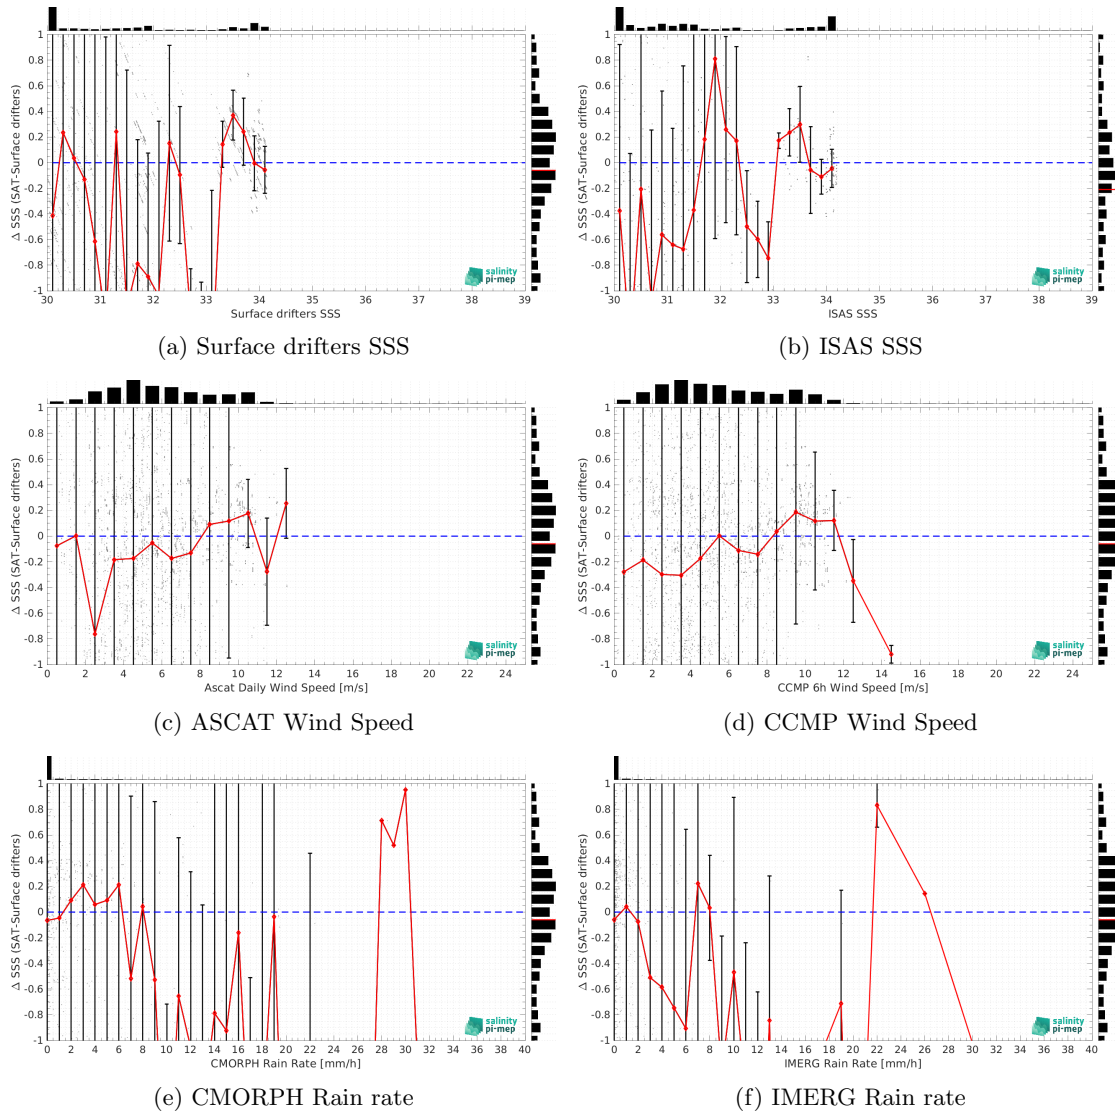 1
0.8
0.6
0.4
0.2
0
-0.2
-0.4
-0.6
-0.8
-1
Δ SSS (SAT-Surface drifters)
30 31 32 33 34 35 36 37 38 39
Surface drifters SSS
salinity
pi-mep
(a) Surface drifters SSS
1
0.8
0.6
0.4
0.2
0
-0.2
-0.4
-0.6
-0.8
-1
Δ SSS (SAT-Surface drifters)
30 31 32 33 34 35 36 37 38 39
ISAS SSS
salinity
pi-mep
(b) ISAS SSS
1
0.8
0.6
0.4
0.2
0
-0.2
-0.4
-0.6
-0.8
-1
Δ SSS (SAT-Surface drifters)
0 2 4 6 8 10 12 14 16 18 20 22 24
Ascat Daily Wind Speed [m/s]
salinity
pi-mep
(c) ASCAT Wind Speed
1
0.8
0.6
0.4
0.2
0
-0.2
-0.4
-0.6
-0.8
-1
Δ SSS (SAT-Surface drifters)
0 2 4 6 8 10 12 14 16 18 20 22 24
CCMP 6h Wind Speed [m/s]
salinity
pi-mep
(d) CCMP Wind Speed
1
0.8
0.6
0.4
0.2
0
-0.2
-0.4
-0.6
-0.8
-1
Δ SSS (SAT-Surface drifters)
0 2 4 6 8 10 12 14 16 18 20 22 24 26 28 30 32 34 36 38 40
CMORPH Rain Rate [mm/h]
salinity
pi-mep
(e) CMORPH Rain rate
1
0.8
0.6
0.4
0.2
0
-0.2
-0.4
-0.6
-0.8
-1
Δ SSS (SAT-Surface drifters)
0 2 4 6 8 10 12 14 16 18 20 22 24 26 28 30 32 34 36 38 40
IMERG Rain Rate [mm/h]
salinity
pi-mep
(f) IMERG Rain rate